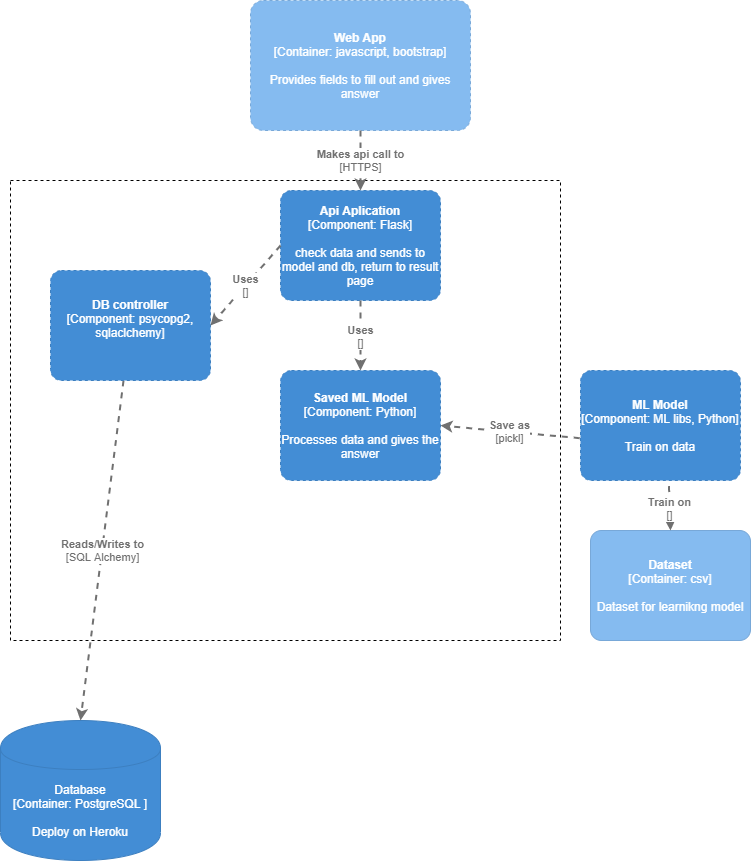 Web App
[Container: javascript, bootstrap]
Provides fields to fill out and gives
answer
Makes api call to
[HTTPS]
Api Aplication
[Component: Flask]
check data and sends to
model and db, return to result
page
Uses
[]
DB controller
[Component: psycopg2,
sqlaclchemy]
Uses
[]
Saved ML Model
[Component: Python]
Processes data and gives the
answer
Save as
[pickl]
ML Model
[Component: ML libs, Python]
Train on data
Train on
[]
Dataset
[Container: csv]
Dataset for learnikng model
Reads/Writes to
[SQL Alchemy]
Database
[Container: PostgreSQL ]
Deploy on Heroku